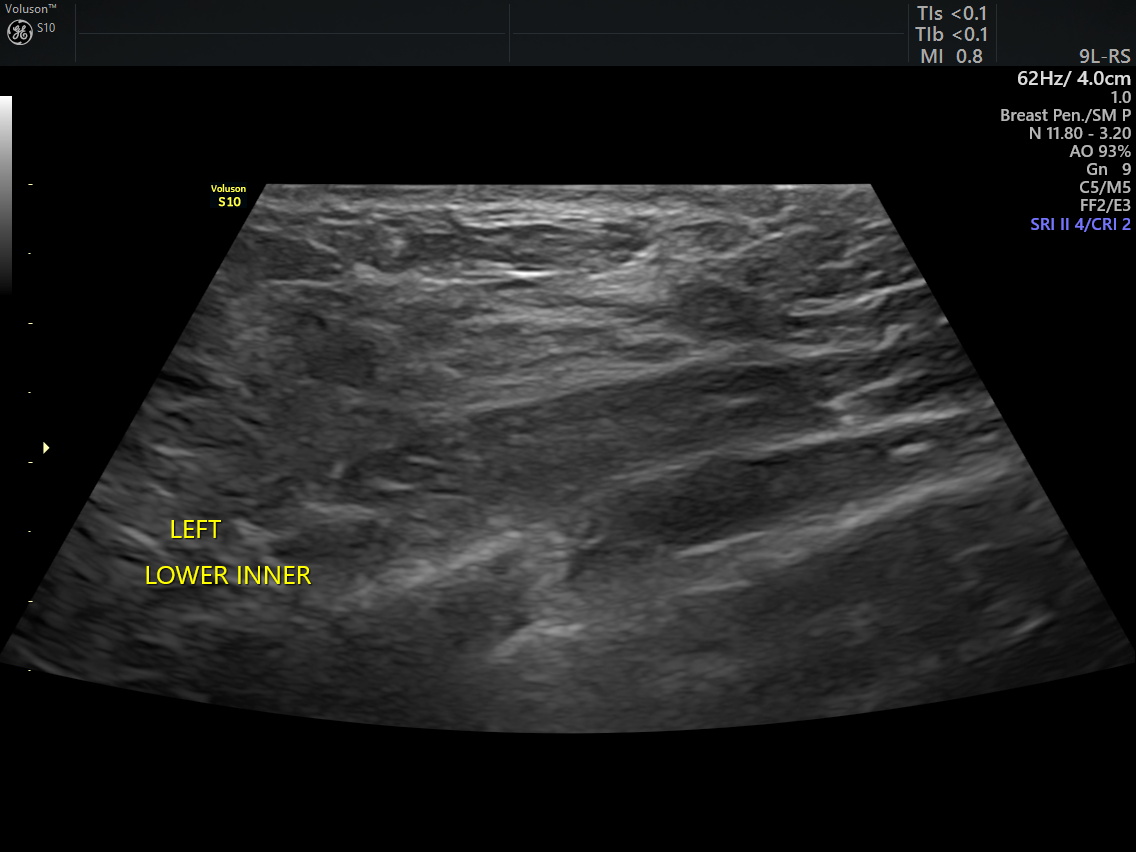 Voluson™
S10
TIs <0.1
TIb <0.1
MI 0.8
9L-RS
62Hz/ 4.0cm
1.0
Breast Pen./SM P
N 11.80 - 3.20
AO 93%
Gn 9
C5/M5
FF2/E3
SRI II 4/CRI 2
Voluson
S10
LEFT
LOWER INNER